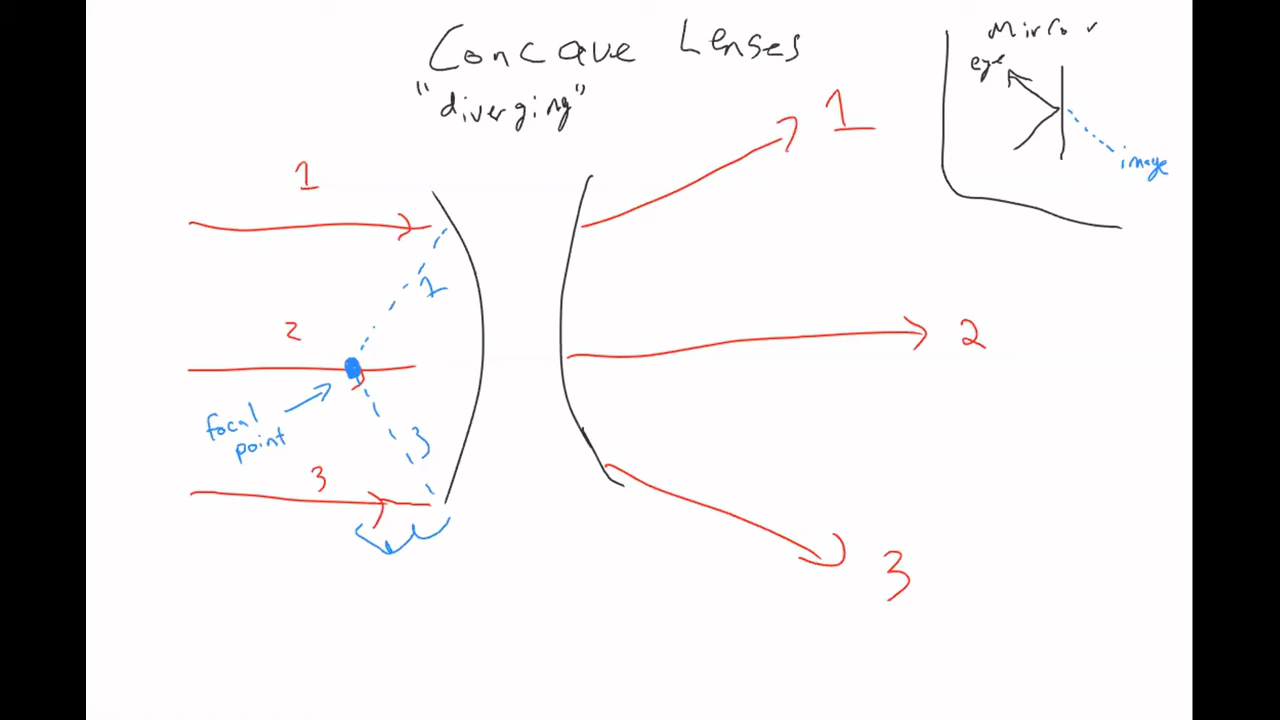 Concave Lenses
"diverging"
Mirror
eye
image
1
1
1
2
2
focal
point
3
3
3